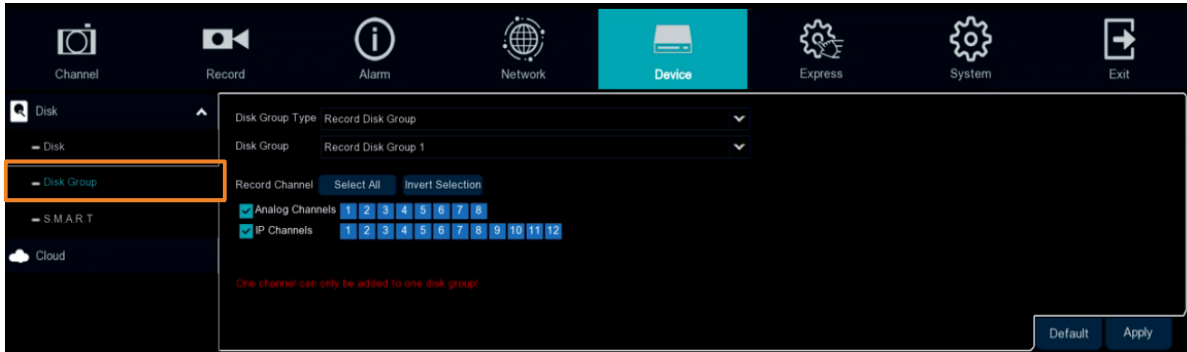 Channel Record Alarm Network Device Express System Exit
Disk
Disk
Disk Group
S.M.A.R.T
Cloud
Disk Group Type Record Disk Group
Disk Group Record Disk Group 1
Record Channel Select All Invert Selection
Analog Channels 1 2 3 4 5 6 7 8
IP Channels 1 2 3 4 5 6 7 8 9 10 11 12
One channel can only be added to one disk group!
Default Apply